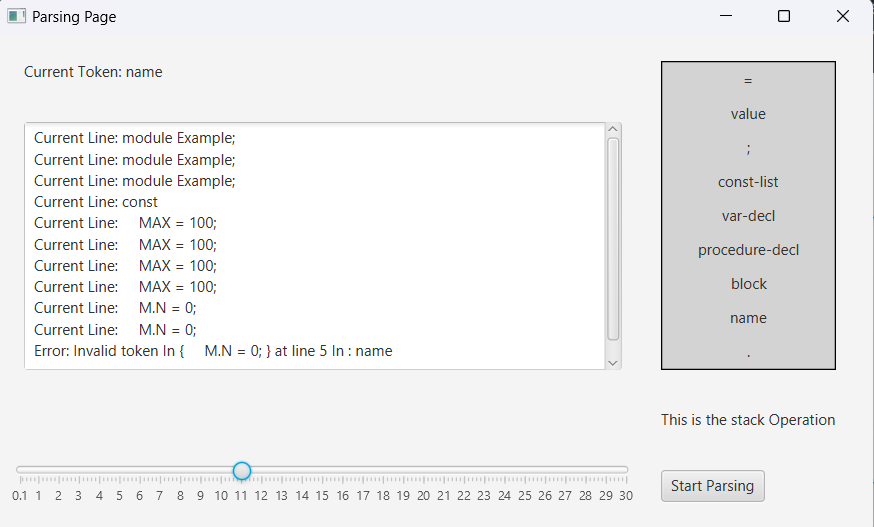 Parsing Page
Current Token: name
Current Line: module Example;
Current Line: module Example;
Current Line: module Example;
Current Line: const
Current Line:     MAX = 100;
Current Line:     MAX = 100;
Current Line:     MAX = 100;
Current Line:     MAX = 100;
Current Line:     M.N = 0;
Current Line:     M.N = 0;
Error: Invalid token In {     M.N = 0; } at line 5 In : name
=
value
;
const-list
var-decl
procedure-decl
block
name
.
This is the stack Operation
0.1 1 2 3 4 5 6 7 8 9 10 11 12 13 14 15 16 17 18 19 20 21 22 23 24 25 26 27 28 29 30
Start Parsing